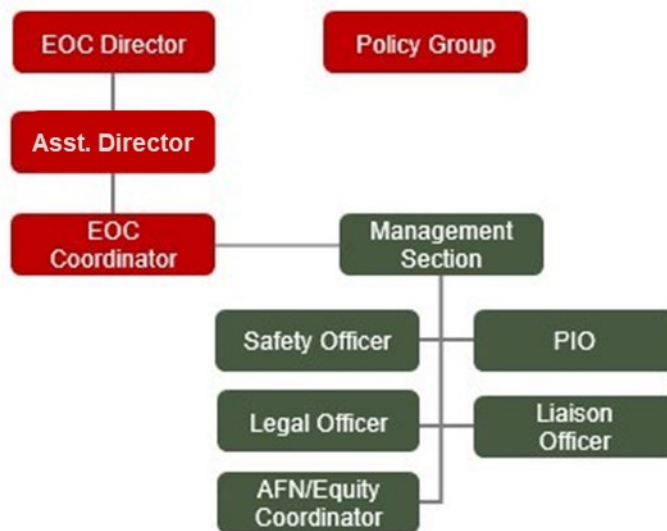 EOC Director
Policy Group
Asst. Director
EOC
Coordinator
Management
Section
Safety Officer
PIO
Legal Officer
Liaison
Officer
AFN/Equity
Coordinator